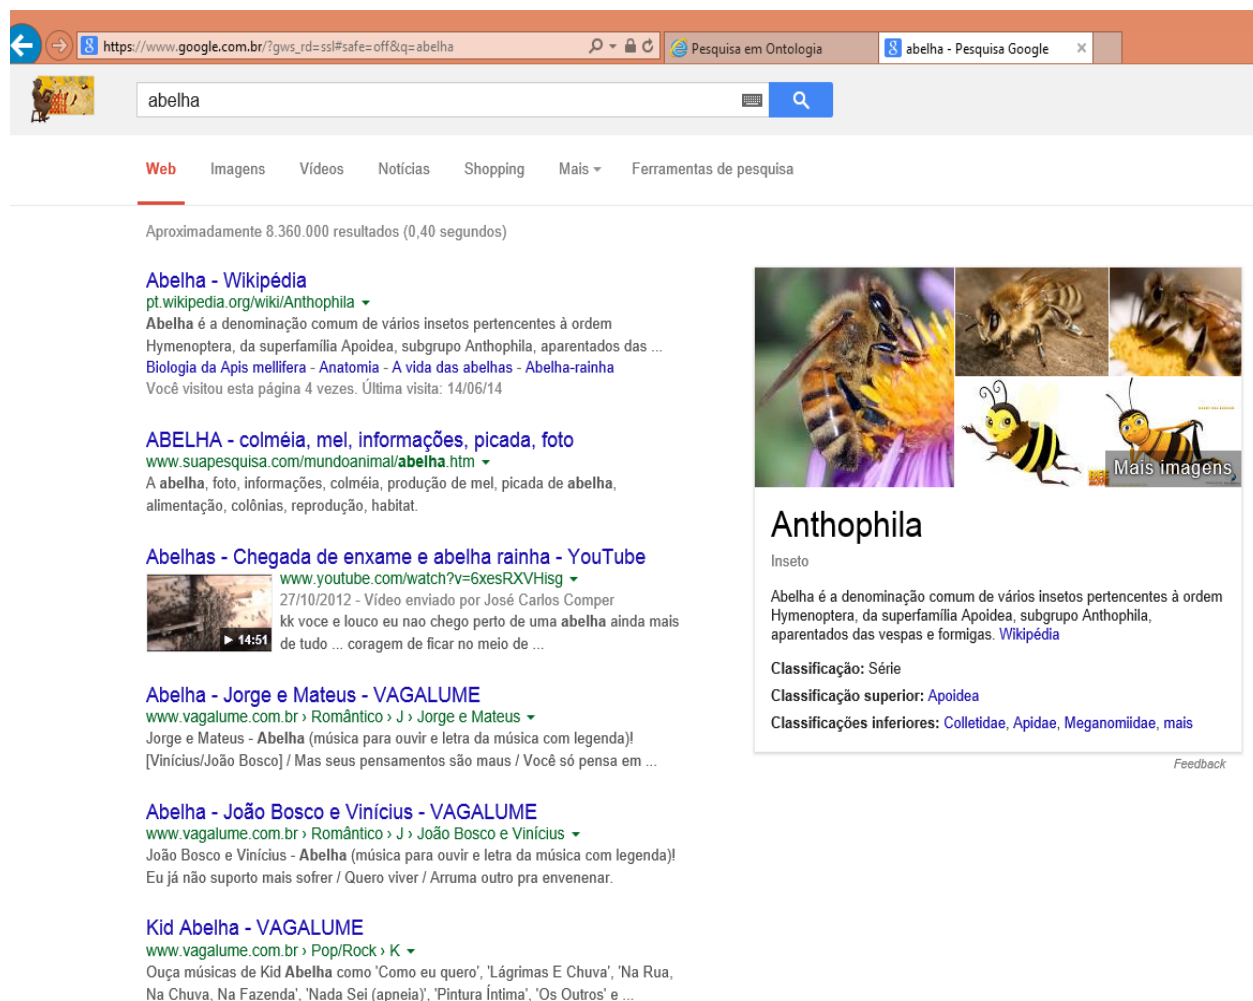 https://www.google.com.br/?gws_rd=ssl#safe=off&q=abelha
Pesquisa em Ontologia
abelha - Pesquisa Google
abelha
Web Imagens Vídeos Notícias Shopping Mais Ferramentas de pesquisa
Aproximadamente 8.360.000 resultados (0,40 segundos)
Abelha - Wikipédia
pt.wikipedia.org/wiki/Anthophila
Abelha é a denominação comum de vários insetos pertencentes à ordem
Hymenoptera, da superfamília Apoidea, subgrupo Anthophila, aparentados das ...
Biologia da Apis mellifera - Anatomia - A vida das abelhas - Abelha-rainha
Você visitou esta página 4 vezes. Última visita: 14/06/14
ABELHA - colméia, mel, informações, picada, foto
www.suapesquisa.com/mundoanimal/abelha.htm
A abelha, foto, informações, colméia, produção de mel, picada de abelha,
alimentação, colônias, reprodução, habitat.
Abelhas - Chegada de enxame e abelha rainha - YouTube
www.youtube.com/watch?v=6xesRXVHisg
27/10/2012 - Vídeo enviado por José Carlos Comper
kk voce e louco eu nao chego perto de uma abelha ainda mais
de tudo ... coragem de ficar no meio de ...
14:51
Abelha - Jorge e Mateus - VAGALUME
www.vagalume.com.br › Romântico › J › Jorge e Mateus
Jorge e Mateus - Abelha (música para ouvir e letra da música com legenda)!
[Vinícius/João Bosco] / Mas seus pensamentos são maus / Você só pensa em ...
Abelha - João Bosco e Vinícius - VAGALUME
www.vagalume.com.br › Romântico › J › João Bosco e Vinícius
João Bosco e Vinícius - Abelha (música para ouvir e letra da música com legenda)!
Eu já não suporto mais sofrer / Quero viver / Arruma outro pra envenenar.
Kid Abelha - VAGALUME
www.vagalume.com.br › Pop/Rock › K
Ouça músicas de Kid Abelha como 'Como eu quero', 'Lágrimas E Chuva', 'Na Rua,
Na Chuva, Na Fazenda', 'Nada Sei (apneia)', 'Pintura Íntima', 'Os Outros' e ...
Mais imagens
Anthophila
Inseto
Abelha é a denominação comum de vários insetos pertencentes à ordem
Hymenoptera, da superfamília Apoidea, subgrupo Anthophila,
aparentados das vespas e formigas. Wikipédia
Classificação: Série
Classificação superior: Apoidea
Classificações inferiores: Colletidae, Apidae, Meganomiidae, mais
Feedback